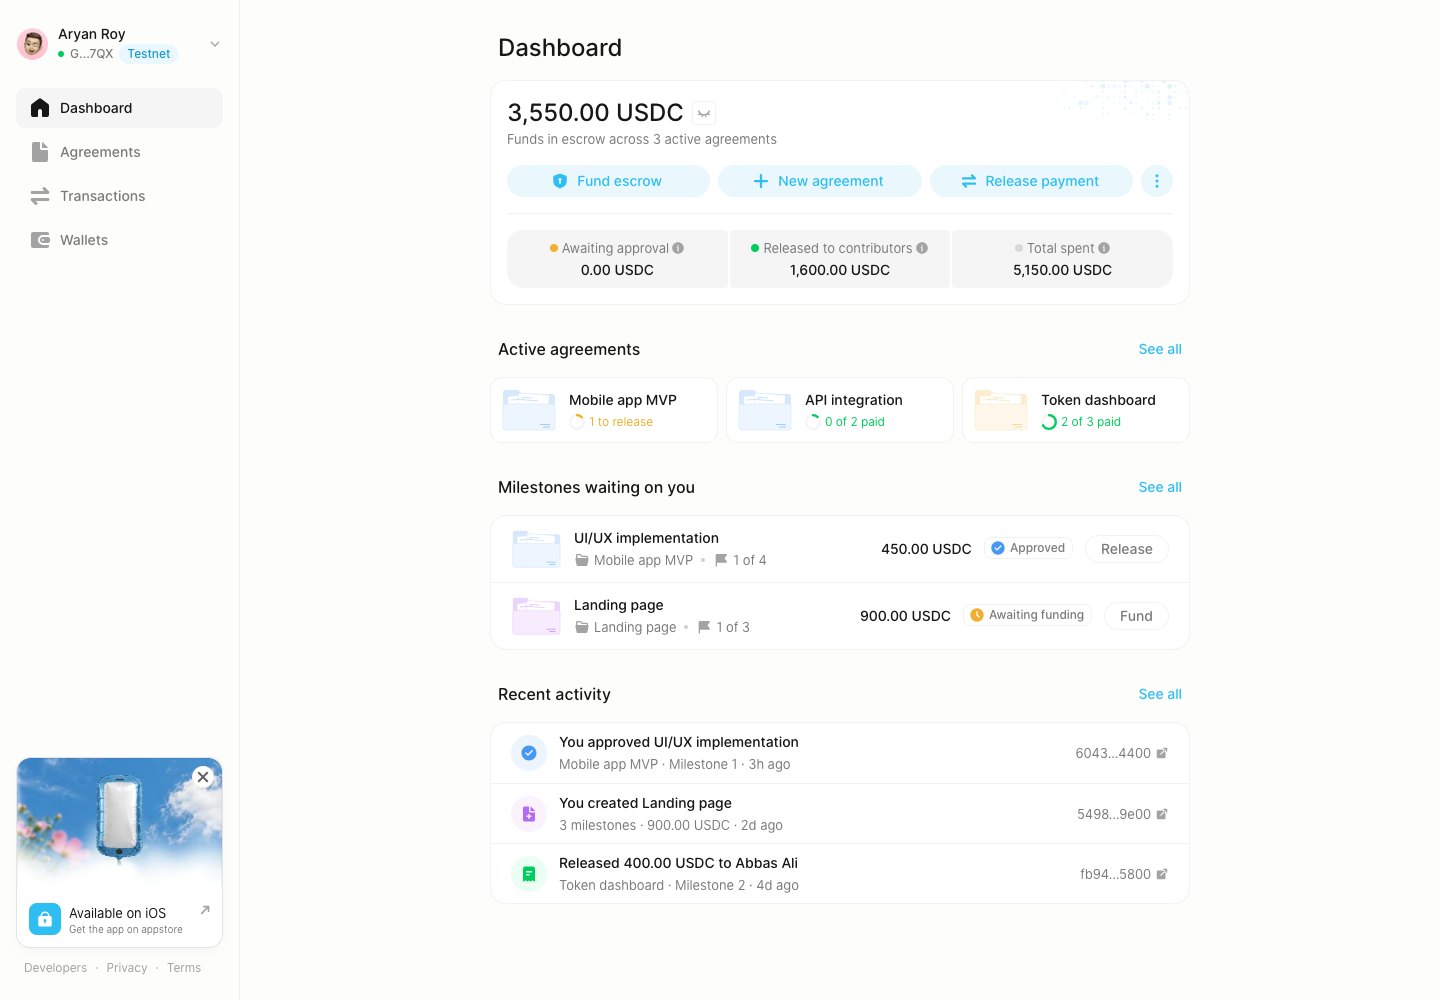 Aryan Roy
G...7QX Testnet
Dashboard
Agreements
Transactions
Wallets
Available on iOS
Get the app on appstore
Developers · Privacy · Terms
Dashboard
3,550.00 USDC
Funds in escrow across 3 active agreements
Fund escrow
New agreement
Release payment
Awaiting approval
0.00 USDC
Released to contributors
1,600.00 USDC
Total spent
5,150.00 USDC
Active agreements
See all
Mobile app MVP
1 to release
API integration
0 of 2 paid
Token dashboard
2 of 3 paid
Milestones waiting on you
See all
UI/UX implementation
Mobile app MVP • 1 of 4
450.00 USDC
Approved
Release
Landing page
Landing page • 1 of 3
900.00 USDC
Awaiting funding
Fund
Recent activity
See all
You approved UI/UX implementation
Mobile app MVP · Milestone 1 · 3h ago
6043...4400
You created Landing page
3 milestones · 900.00 USDC · 2d ago
5498...9e00
Released 400.00 USDC to Abbas Ali
Token dashboard · Milestone 2 · 4d ago
fb94...5800